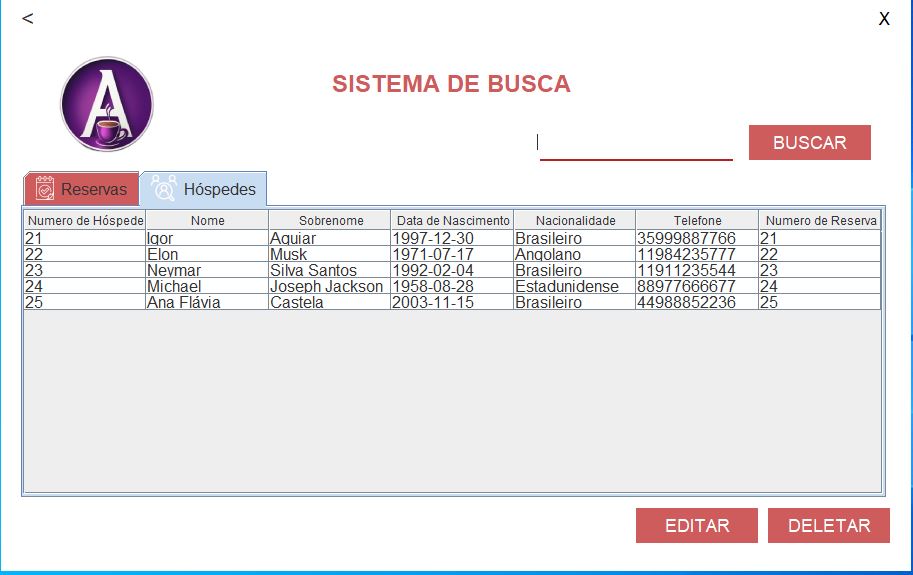 < X
A
SISTEMA DE BUSCA
BUSCAR
Reservas Hóspedes
Numero de Hóspede Nome Sobrenome Data de Nascimento Nacionalidade Telefone Numero de Reserva
21 Igor Aguiar 1997-12-30 Brasileiro 35999887766 21
22 Elon Musk 1971-07-17 Angolano 11984235777 22
23 Neymar Silva Santos 1992-02-04 Brasileiro 11911235544 23
24 Michael Joseph Jackson 1958-08-28 Estadunidense 88977666677 24
25 Ana Flávia Castela 2003-11-15 Brasileiro 44988852236 25
EDITAR DELETAR